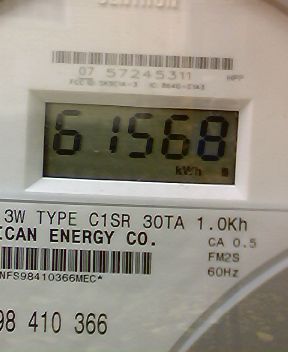 07 57245311 HPP
61568
kWh
3W TYPE C1SR 30TA 1.0Kh
ICAN ENERGY CO.
CA 0.5
FM2S
60Hz
NFS98410366MEC*
98 410 366